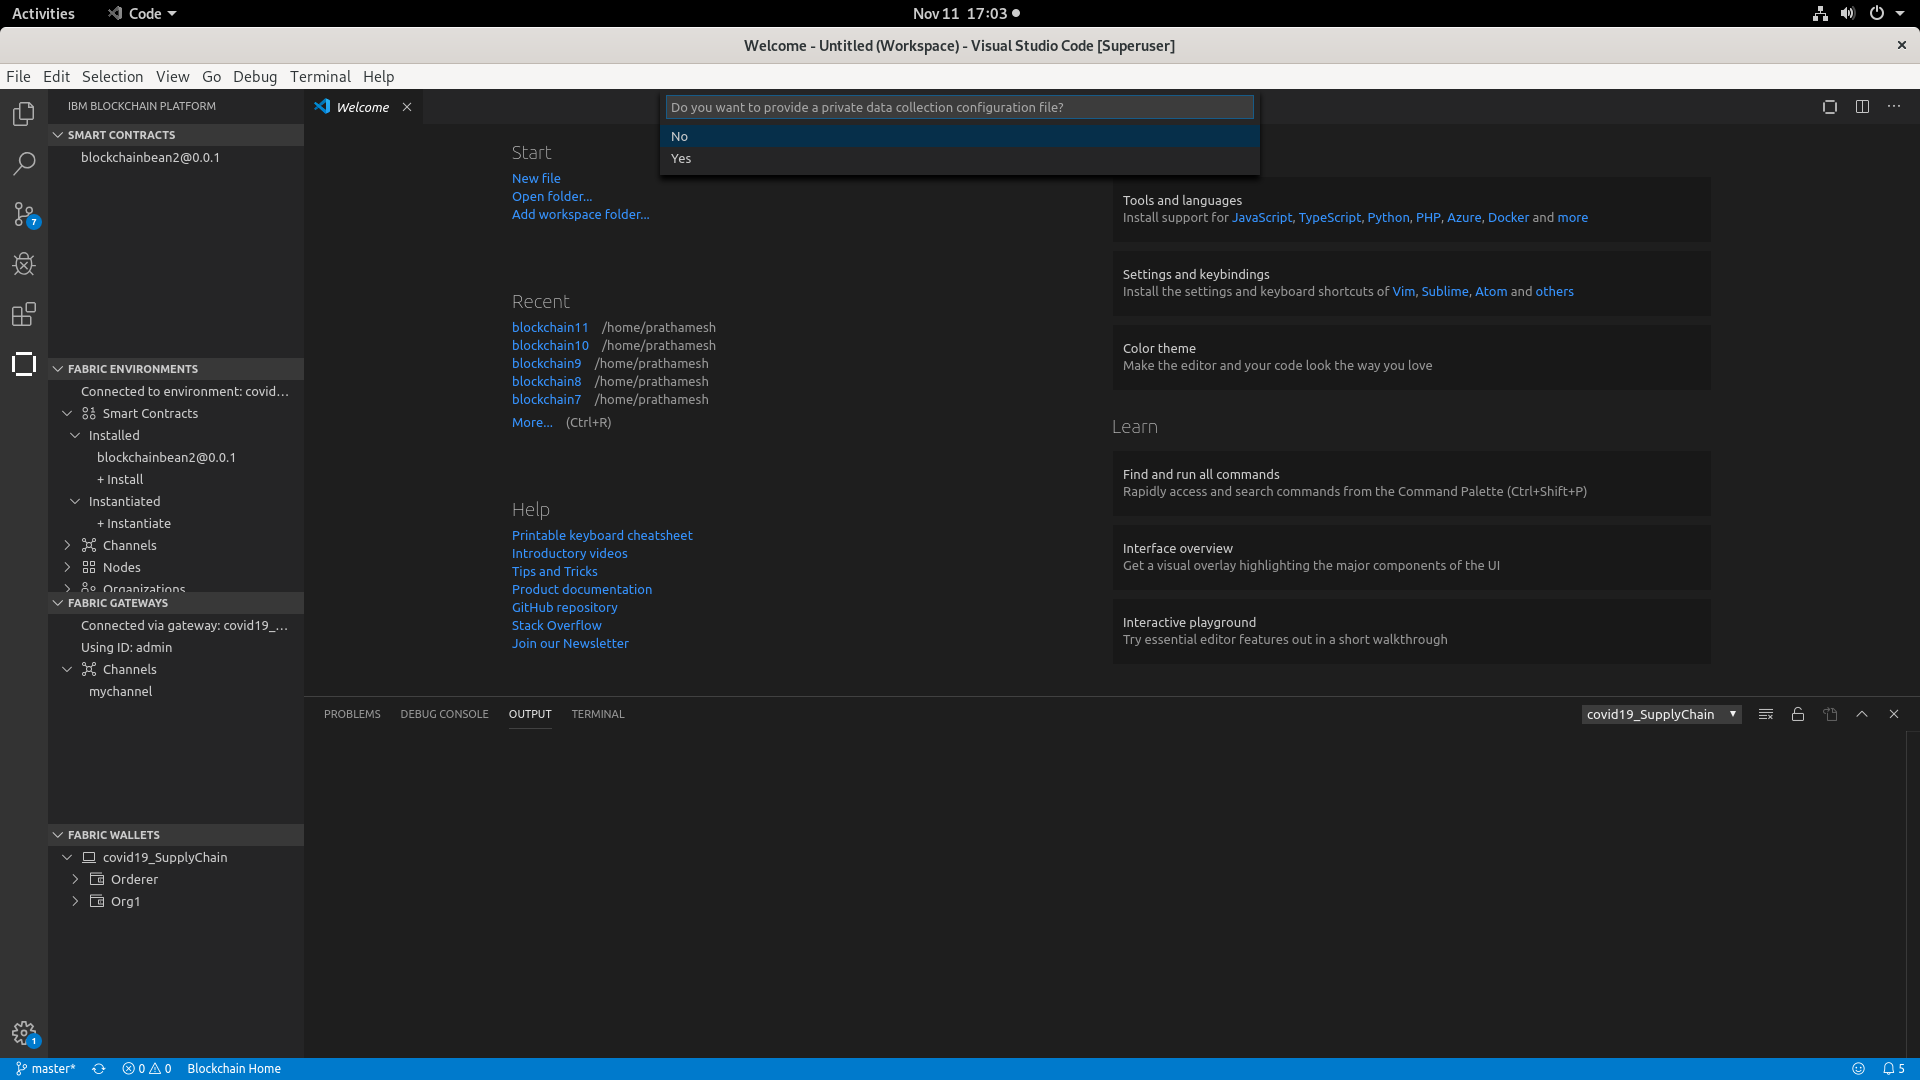 Activities
Code
Nov 11 17:03
Welcome - Untitled (Workspace) - Visual Studio Code [Superuser]
File Edit Selection View Go Debug Terminal Help
IBM BLOCKCHAIN PLATFORM
SMART CONTRACTS
blockchainbean2@0.0.1
7
FABRIC ENVIRONMENTS
Connected to environment: covid...
Smart Contracts
Installed
blockchainbean2@0.0.1
+ Install
Instantiated
+ Instantiate
Channels
Nodes
Organizations
FABRIC GATEWAYS
Connected via gateway: covid19_...
Using ID: admin
Channels
mychannel
FABRIC WALLETS
covid19_SupplyChain
Orderer
Org1
1
Welcome
Do you want to provide a private data collection configuration file?
No
Yes
Start
New file
Open folder...
Add workspace folder...
Recent
blockchain11 /home/prathamesh
blockchain10 /home/prathamesh
blockchain9 /home/prathamesh
blockchain8 /home/prathamesh
blockchain7 /home/prathamesh
More... (Ctrl+R)
Help
Printable keyboard cheatsheet
Introductory videos
Tips and Tricks
Product documentation
GitHub repository
Stack Overflow
Join our Newsletter
Tools and languages
Install support for JavaScript, TypeScript, Python, PHP, Azure, Docker and more
Settings and keybindings
Install the settings and keyboard shortcuts of Vim, Sublime, Atom and others
Color theme
Make the editor and your code look the way you love
Learn
Find and run all commands
Rapidly access and search commands from the Command Palette (Ctrl+Shift+P)
Interface overview
Get a visual overlay highlighting the major components of the UI
Interactive playground
Try essential editor features out in a short walkthrough
PROBLEMS DEBUG CONSOLE OUTPUT TERMINAL
covid19_SupplyChain
master* 0 0 Blockchain Home
5